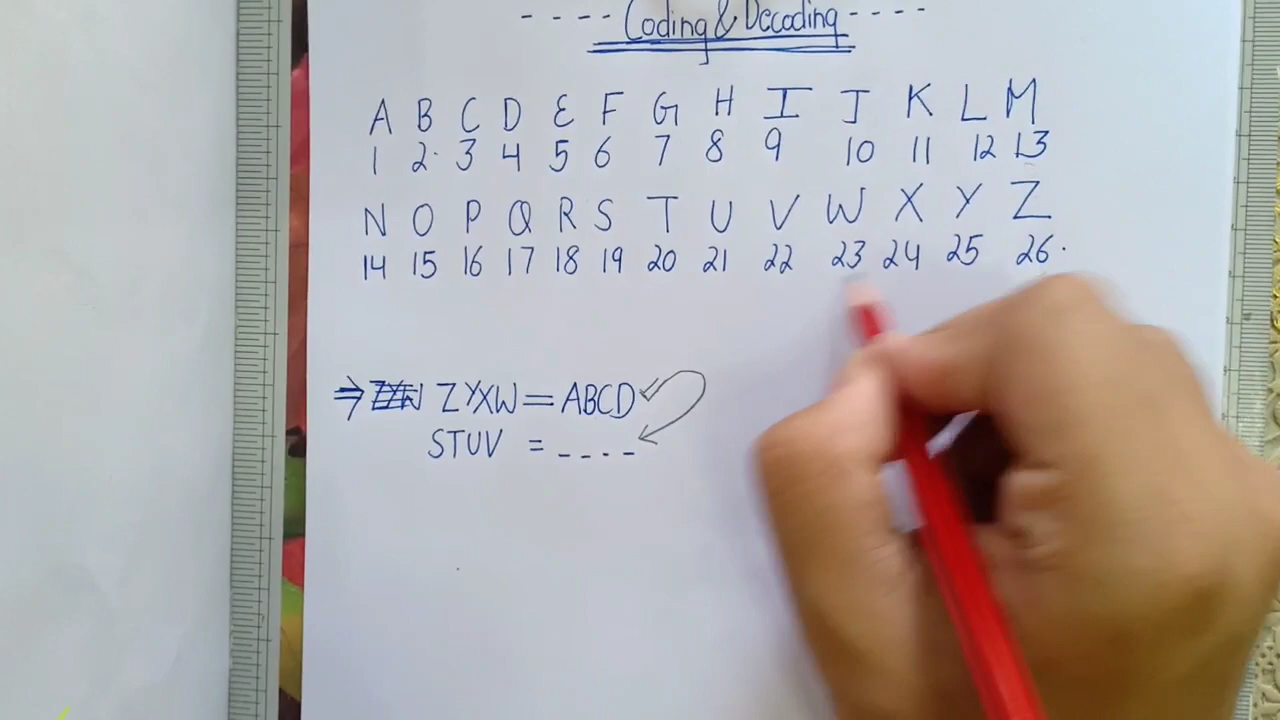 ---- Coding & Decoding ----
A B C D E F G H I J K L M
1 2 3 4 5 6 7 8 9 10 11 12 13
N O P Q R S T U V W X Y Z
14 15 16 17 18 19 20 21 22 23 24 25 26.
⇒ ZYXW = ABCD
STUV = ----